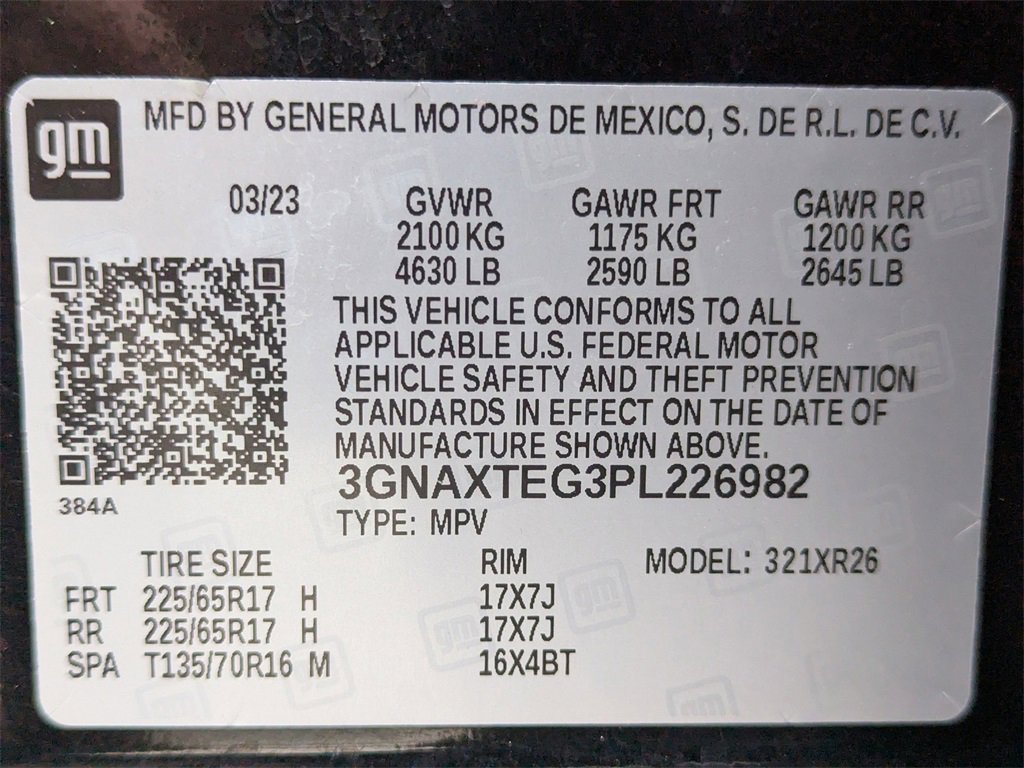 gm
MFD BY GENERAL MOTORS DE MEXICO, S. DE R.L. DE C.V.
03/23 GVWR GAWR FRT GAWR RR
2100 KG 1175 KG 1200 KG
4630 LB 2590 LB 2645 LB
THIS VEHICLE CONFORMS TO ALL
APPLICABLE U.S. FEDERAL MOTOR
VEHICLE SAFETY AND THEFT PREVENTION
STANDARDS IN EFFECT ON THE DATE OF
MANUFACTURE SHOWN ABOVE.
3GNAXTEG3PL226982
384A
TYPE: MPV
TIRE SIZE RIM MODEL: 321XR26
FRT 225/65R17 H 17X7J
RR 225/65R17 H 17X7J
SPA T135/70R16 M 16X4BT